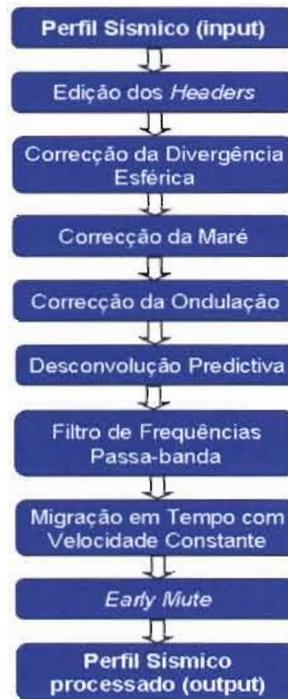 Perfil Sísmico (input)
Edição dos Headers
Correcção da Divergência
Esférica
Correcção da Maré
Correcção da Ondulação
Desconvolução Predictiva
Filtro de Frequências
Passa-banda
Migração em Tempo com
Velocidade Constante
Early Mute
Perfil Sísmico
processado (output)